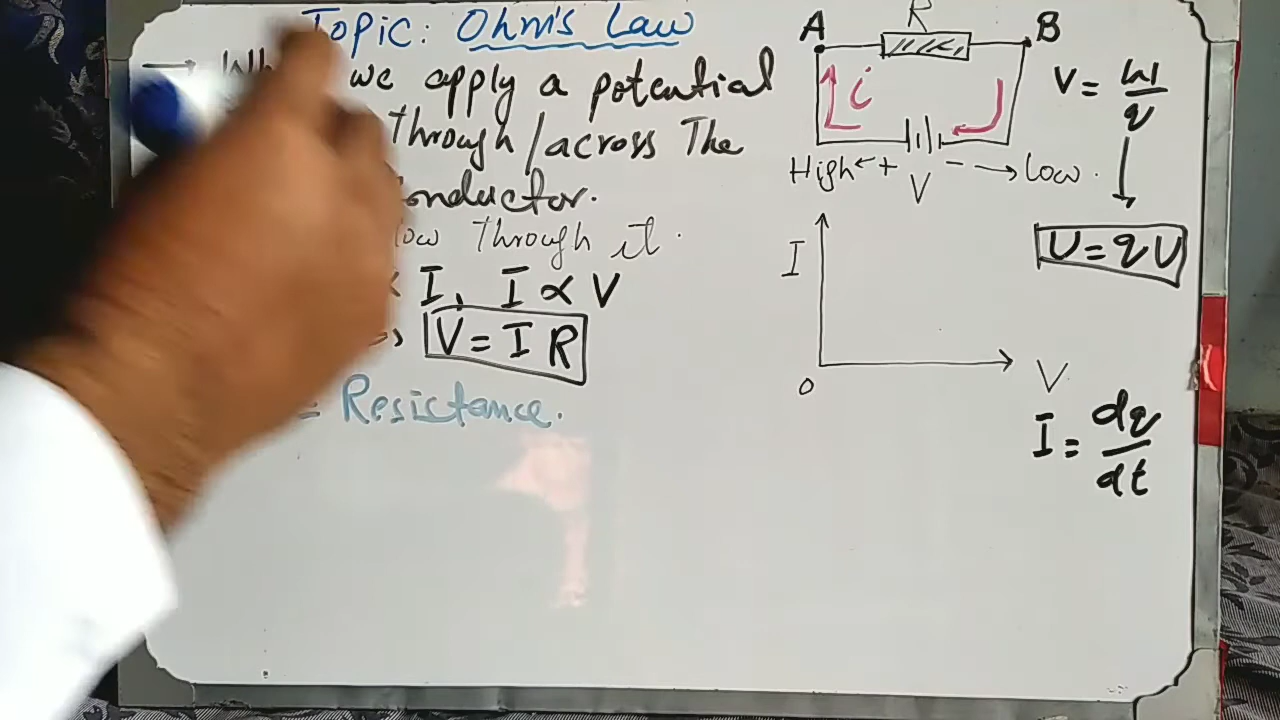 Topic: Ohm's Law
we apply a potential
Through/across The
onductor.
low through it.
I, I ∝ V
V = I R
= Resistance.
A R B
i
High ← + V - → Low.
I
O V
V = W/q
U = qV
I = dq/dt